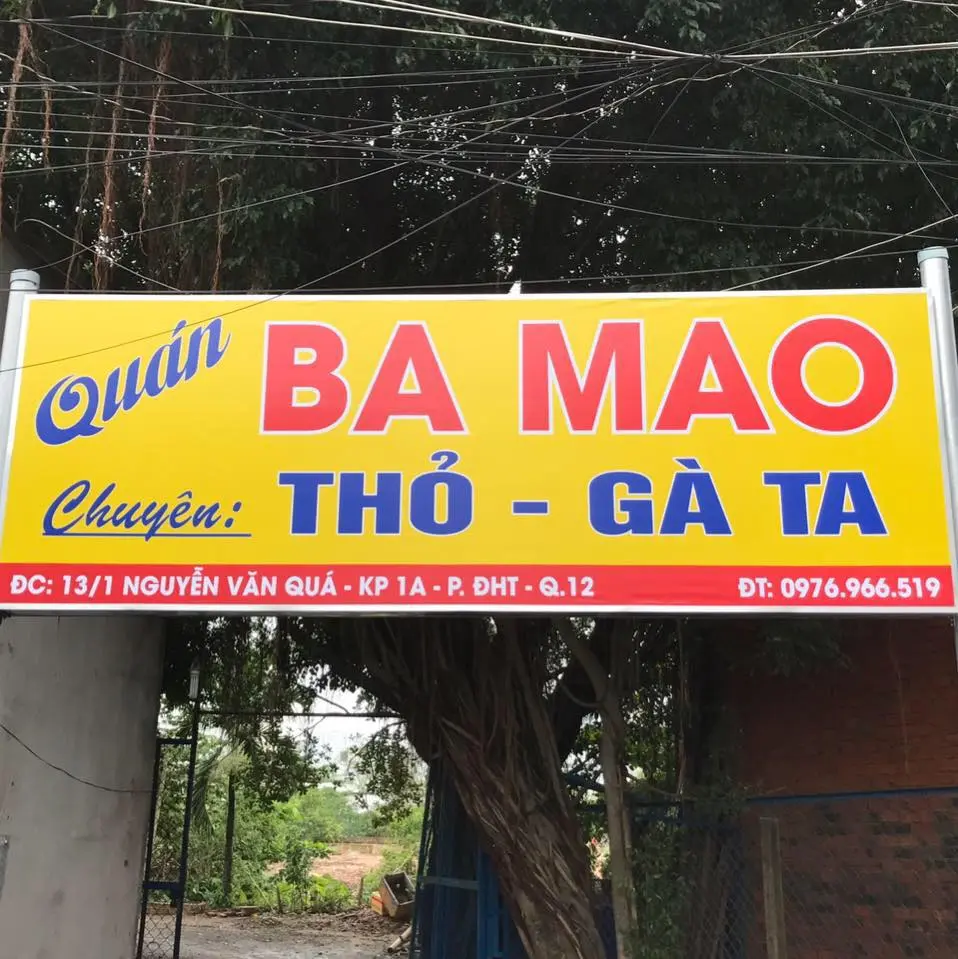 Quán BA MAO
Chuyên: THỎ - GÀ TA
ĐC: 13/1 NGUYỄN VĂN QUÁ - KP 1A - P. ĐHT - Q.12 ĐT: 0976.966.519